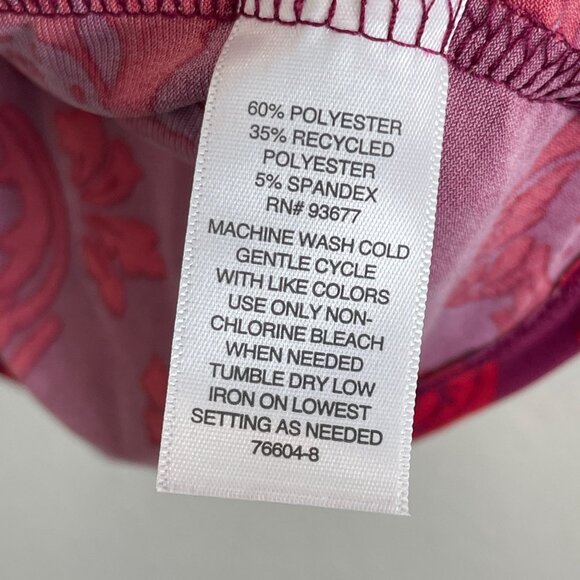 60% POLYESTER
35% RECYCLED
POLYESTER
5% SPANDEX
RN# 93677
MACHINE WASH COLD
GENTLE CYCLE
WITH LIKE COLORS
USE ONLY NON-
CHLORINE BLEACH
WHEN NEEDED
TUMBLE DRY LOW
IRON ON LOWEST
SETTING AS NEEDED
76604-8